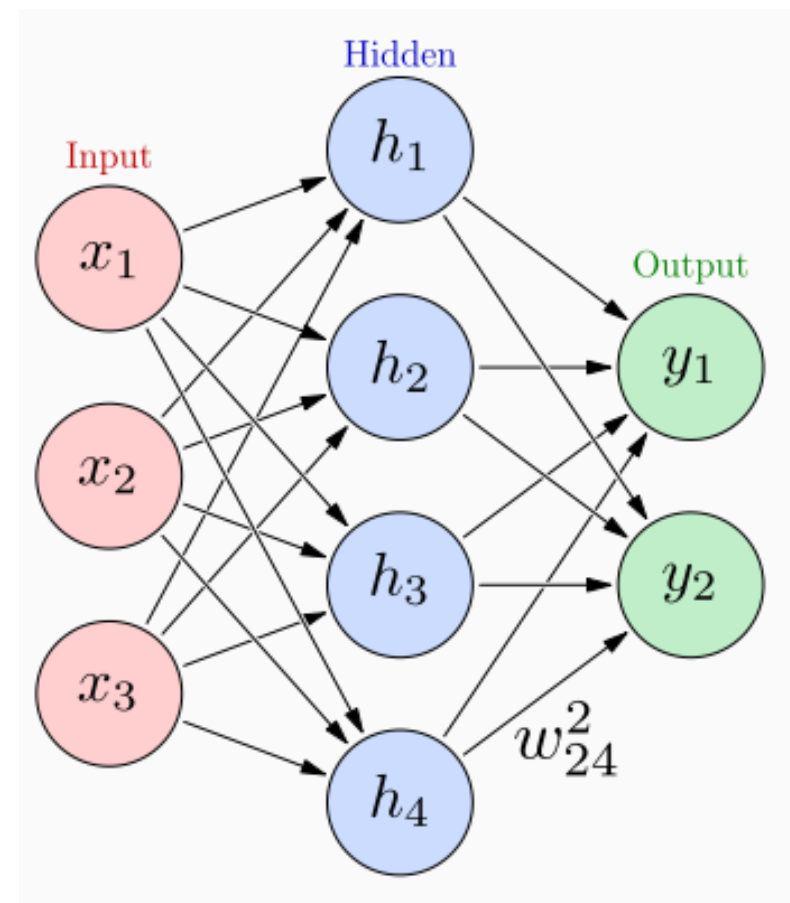 Hidden
Input
Output
x₁
x₂
x₃
h₁
h₂
h₃
h₄
y₁
y₂
w²₂₄